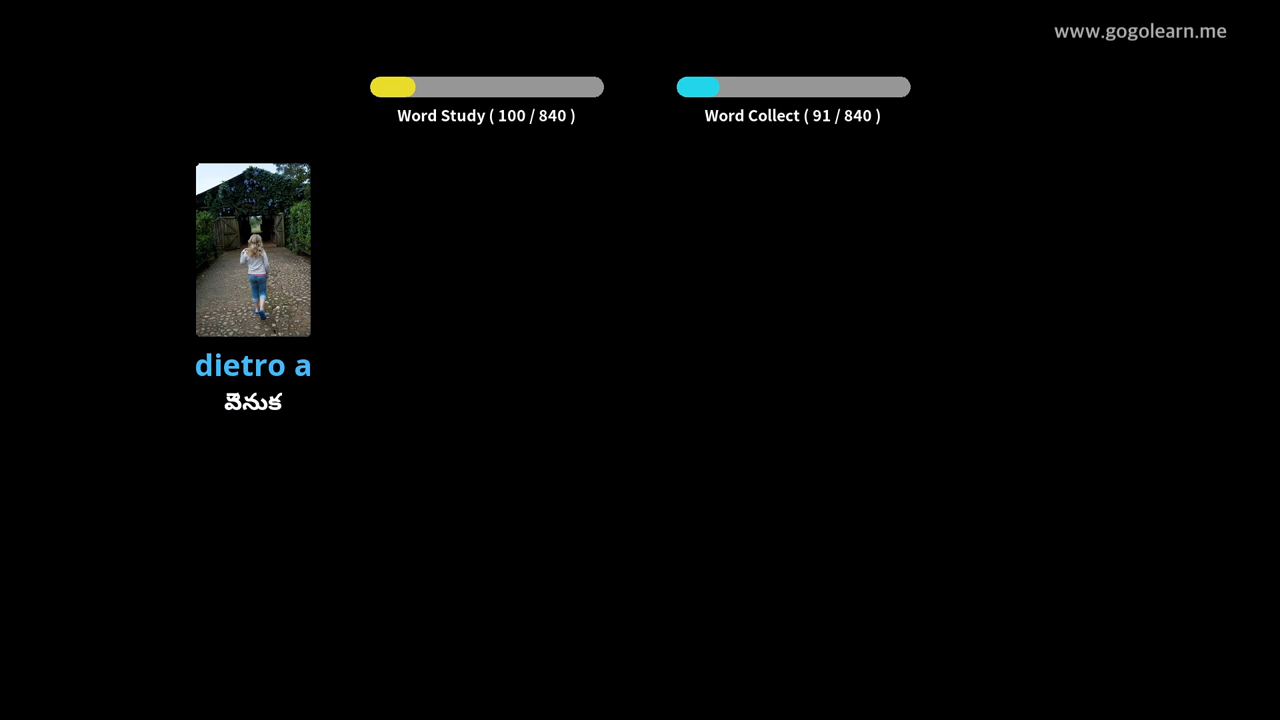 www.gogolearn.me
Word Study ( 100 / 840 )
Word Collect ( 91 / 840 )
dietro a
వెనుక